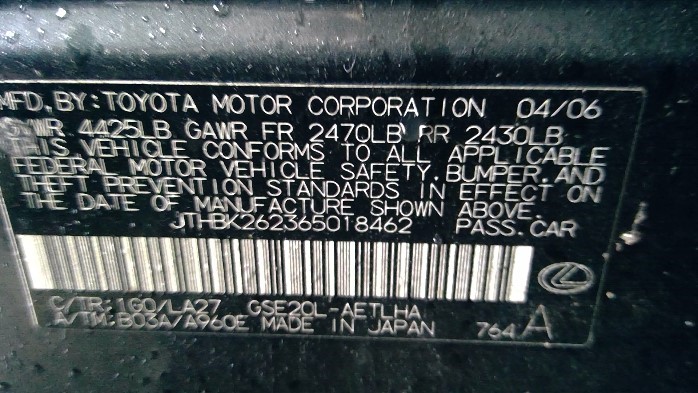 MFD. BY: TOYOTA MOTOR CORPORATION 04/06
GVWR 4425LB GAWR FR 2470LB RR 2430LB
THIS VEHICLE CONFORMS TO ALL APPLICABLE
FEDERAL MOTOR VEHICLE SAFETY, BUMPER, AND
THEFT PREVENTION STANDARDS IN EFFECT ON
THE DATE OF MANUFACTURE SHOWN ABOVE.
JTHBK262365018462 PASS. CAR
C/TR: 1G0/LA27 GSE20L-AETLHA
A/TM: B03A/A960E MADE IN JAPAN 764 A